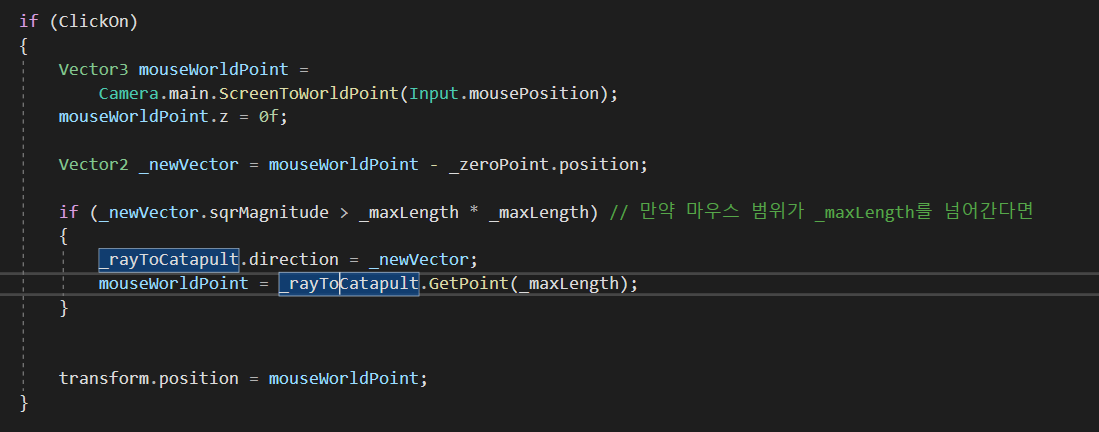 if (ClickOn)
{
Vector3 mouseWorldPoint =
Camera.main.ScreenToWorldPoint(Input.mousePosition);
mouseWorldPoint.z = 0f;
Vector2 _newVector = mouseWorldPoint - _zeroPoint.position;
if (_newVector.sqrMagnitude > _maxLength * _maxLength) // 만약 마우스 범위가 _maxLength를 넘어간다면
{
_rayToCatapult.direction = _newVector;
mouseWorldPoint = _rayToCatapult.GetPoint(_maxLength);
}
transform.position = mouseWorldPoint;
}